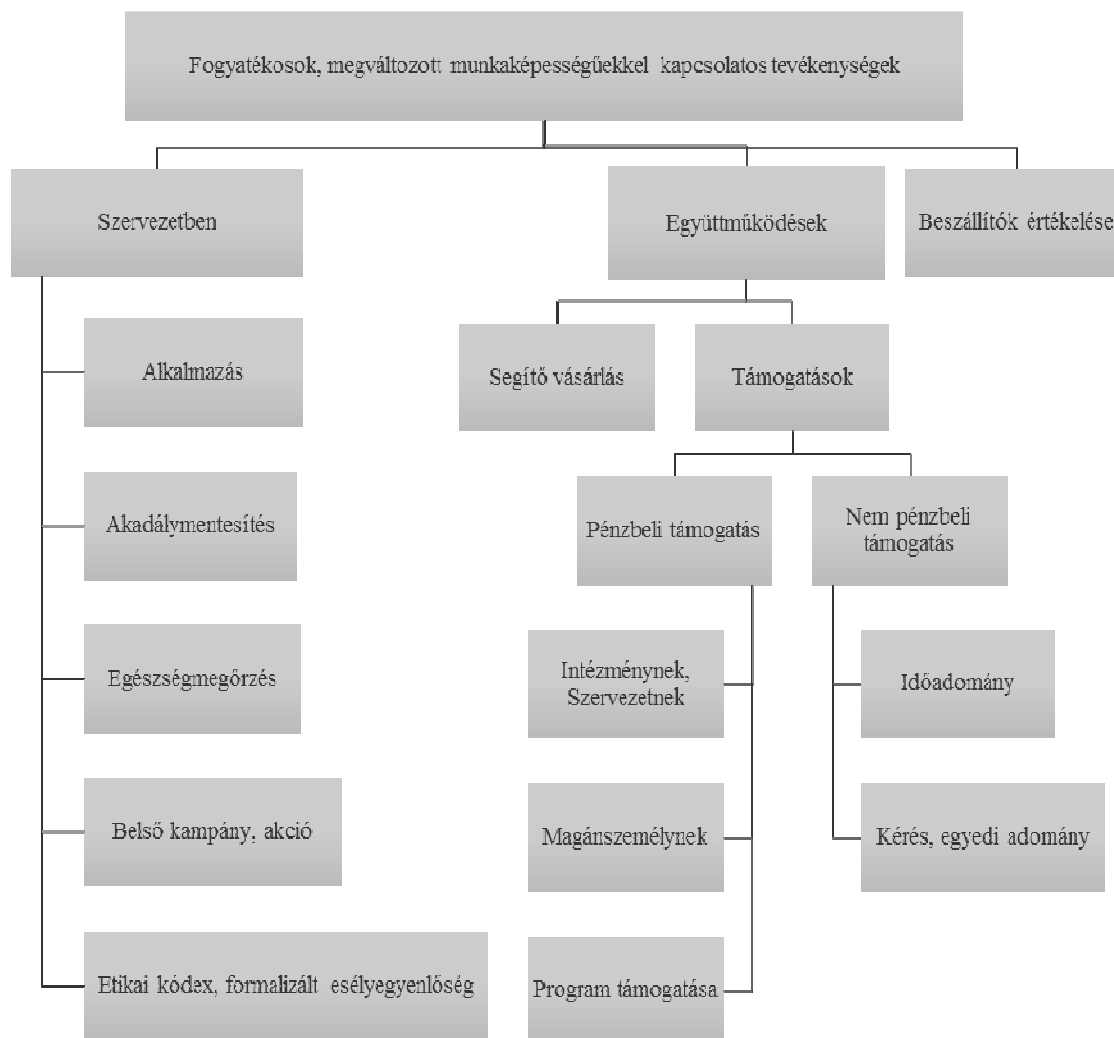 Fogyatékosok, megváltozott munkaképességűekkel kapcsolatos tevékenységek
Szervezetben
Együttműködések
Beszállítók értékelése
Alkalmazás
Segítő vásárlás
Támogatások
Akadálymentesítés
Pénzbeli támogatás
Nem pénzbeli
támogatás
Egészségmegőrzés
Intézménynek,
Szervezetnek
Időadomány
Belső kampány, akció
Magánszemélynek
Kérés, egyedi adomány
Etikai kódex, formalizált esélyegyenlőség
Program támogatása